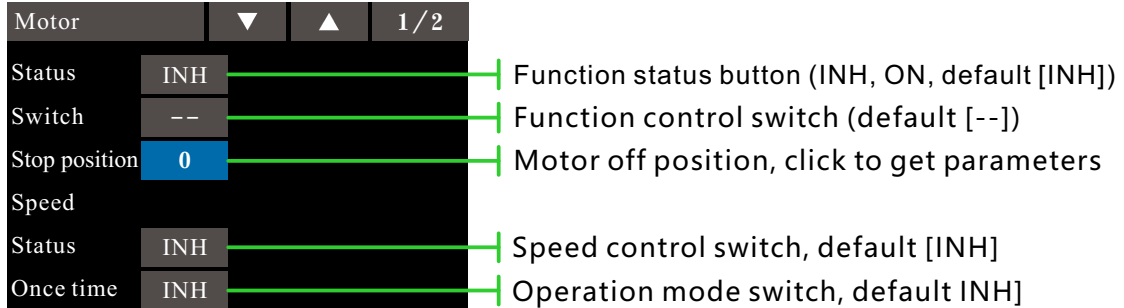 Motor ▼ ▲ 1/2
Status INH Function status button (INH, ON, default [INH])
Switch -- Function control switch (default [--])
Stop position 0 Motor off position, click to get parameters
Speed
Status INH Speed control switch, default [INH]
Once time INH Operation mode switch, default INH]